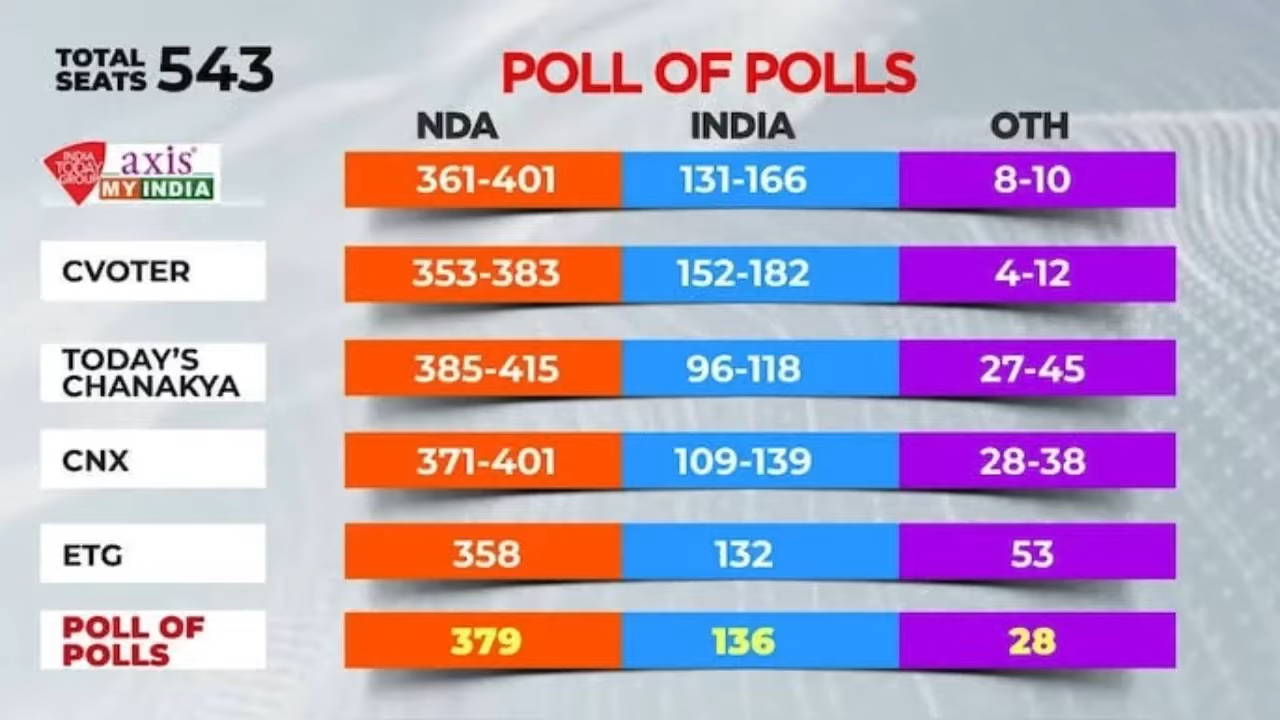 TOTAL
SEATS 543
POLL OF POLLS
NDA INDIA OTH
INDIA
TODAY
GROUP
axis
MY INDIA
361-401 131-166 8-10
CVOTER 353-383 152-182 4-12
TODAY'S
CHANAKYA
385-415 96-118 27-45
CNX 371-401 109-139 28-38
ETG 358 132 53
POLL OF
POLLS
379 136 28